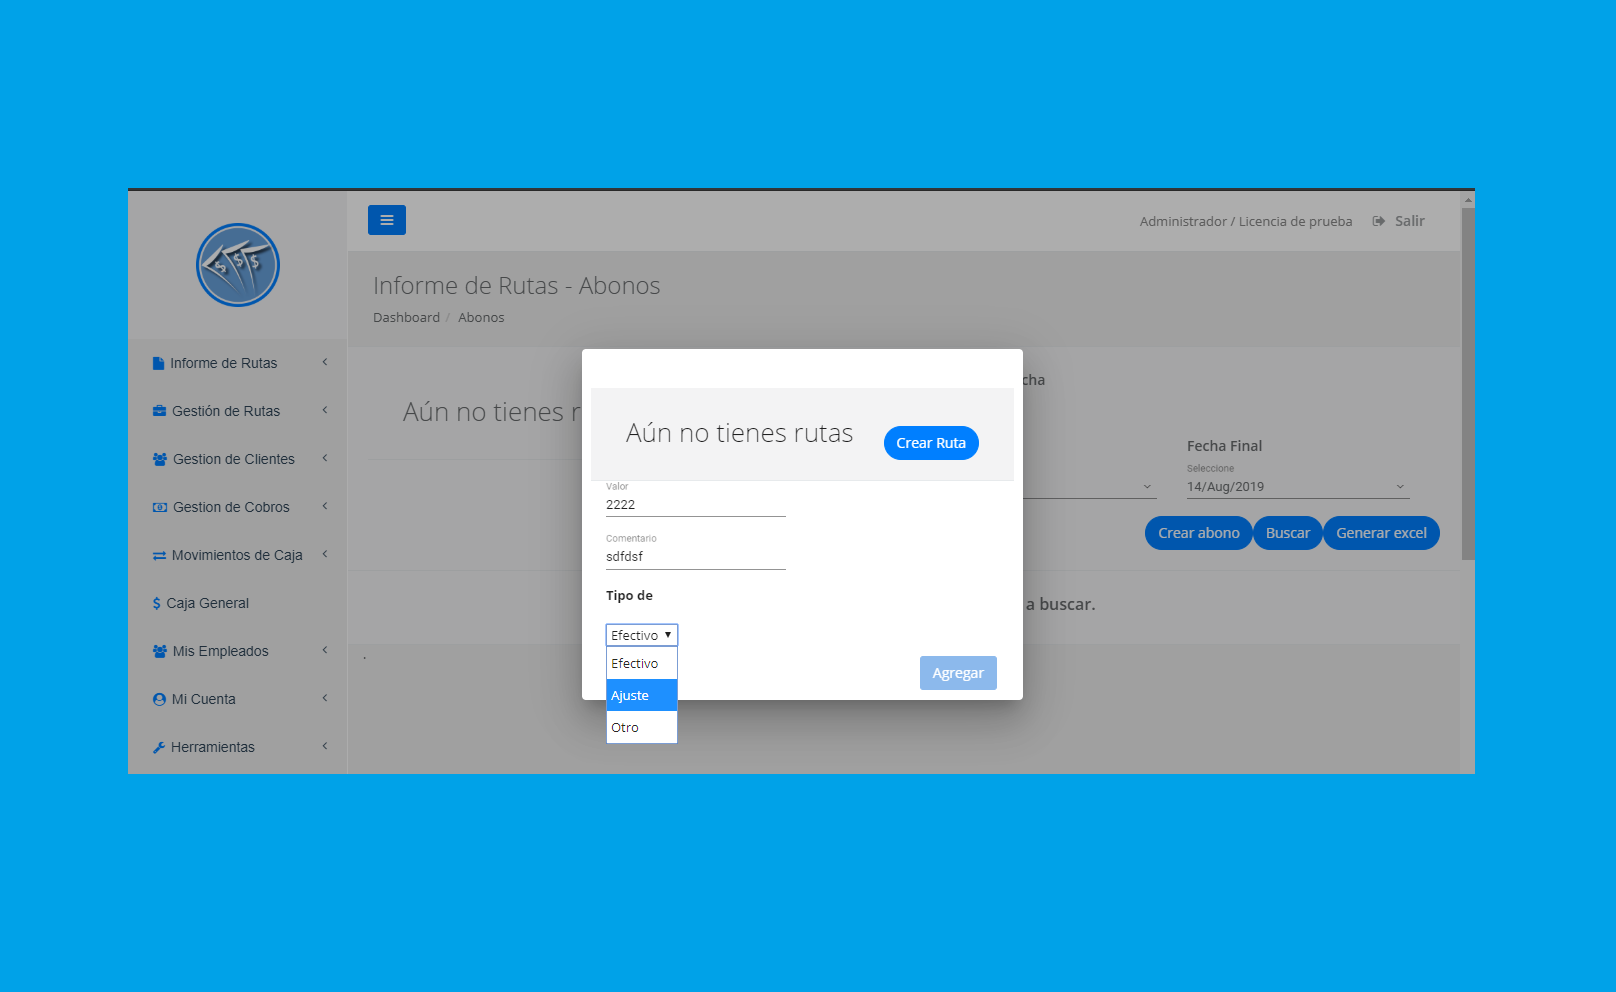 Administrador / Licencia de prueba
Salir
Informe de Rutas - Abonos
Dashboard / Abonos
Informe de Rutas
Gestión de Rutas
Gestion de Clientes
Gestion de Cobros
Movimientos de Caja
$ Caja General
Mis Empleados
Mi Cuenta
Herramientas
Aún no tienes r
cha
Fecha Final
Seleccione
14/Aug/2019
Crear abono
Buscar
Generar excel
a buscar.
.
Aún no tienes rutas
Crear Ruta
Valor
2222
Comentario
sdfdsf
Tipo de
Efectivo
Efectivo
Ajuste
Otro
Agregar